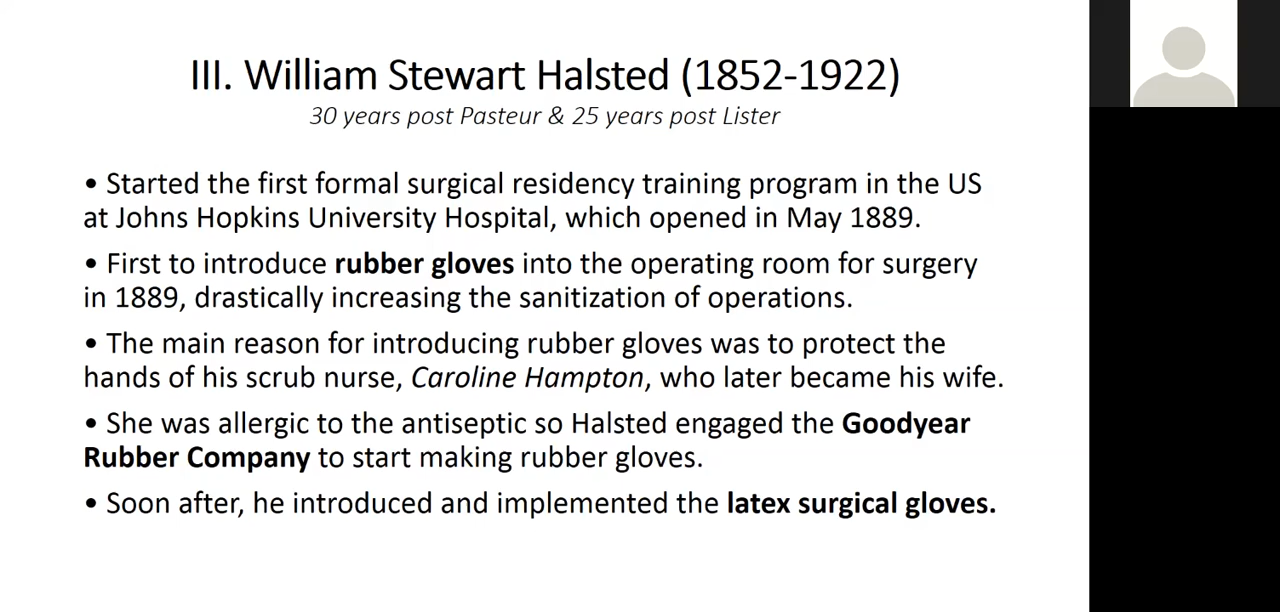 III. William Stewart Halsted (1852-1922)
30 years post Pasteur & 25 years post Lister
• Started the first formal surgical residency training program in the US
at Johns Hopkins University Hospital, which opened in May 1889.
• First to introduce rubber gloves into the operating room for surgery
in 1889, drastically increasing the sanitization of operations.
• The main reason for introducing rubber gloves was to protect the
hands of his scrub nurse, Caroline Hampton, who later became his wife.
• She was allergic to the antiseptic so Halsted engaged the Goodyear
Rubber Company to start making rubber gloves.
• Soon after, he introduced and implemented the latex surgical gloves.